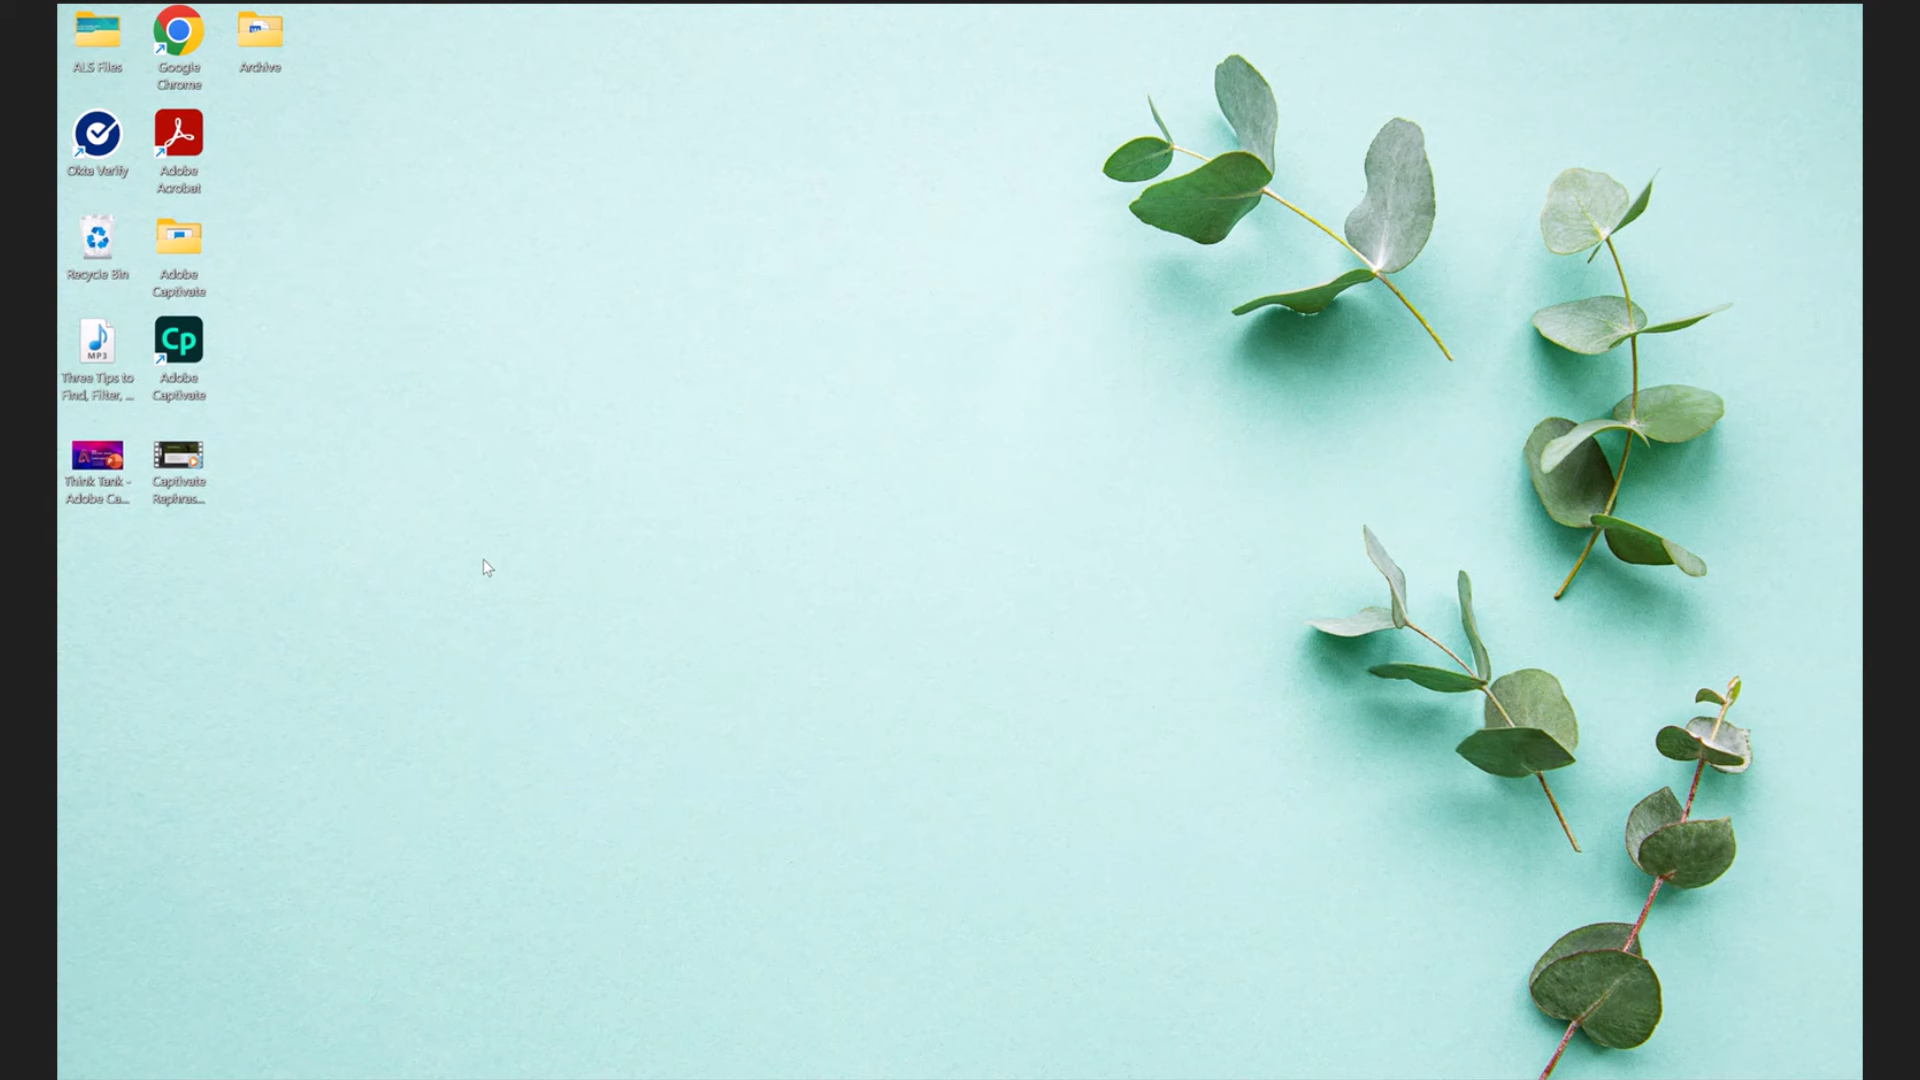 ALS Files
Google
Chrome
Archive
Okta Verify
Adobe
Acrobat
Recycle Bin
Adobe
Captivate
MP3
Three Tips to
Find, Filter, ...
Cp
Adobe
Captivate
Think Tank -
Adobe Ca...
Captivate
Rephras...